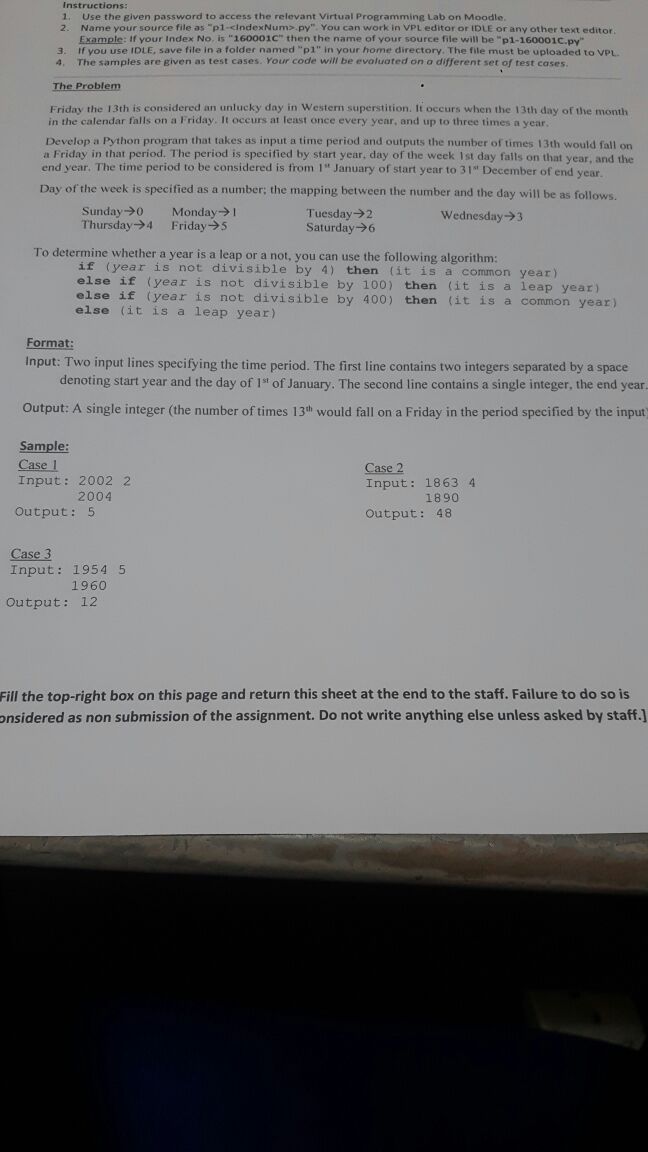 Instructions:
1. Use the given password to access the relevant Virtual Programming Lab on Moodle.
2. Name your source file as "p1-<IndexNum>.py". You can work in VPL editor or IDLE or any other text editor.
Example: If your Index No. is "160001C" then the name of your source file will be "p1-160001C.py"
3. If you use IDLE, save file in a folder named "p1" in your home directory. The file must be uploaded to VPL.
4. The samples are given as test cases. Your code will be evaluated on a different set of test cases.
The Problem
Friday the 13th is considered an unlucky day in Western superstition. It occurs when the 13th day of the month
in the calendar falls on a Friday. It occurs at least once every year, and up to three times a year.
Develop a Python program that takes as input a time period and outputs the number of times 13th would fall on
a Friday in that period. The period is specified by start year, day of the week 1st day falls on that year, and the
end year. The time period to be considered is from 1st January of start year to 31st December of end year.
Day of the week is specified as a number; the mapping between the number and the day will be as follows.
Sunday→0 Monday→1 Tuesday→2 Wednesday→3
Thursday→4 Friday→5 Saturday→6
To determine whether a year is a leap or a not, you can use the following algorithm:
if (year is not divisible by 4) then (it is a common year)
else if (year is not divisible by 100) then (it is a leap year)
else if (year is not divisible by 400) then (it is a common year)
else (it is a leap year)
Format:
Input: Two input lines specifying the time period. The first line contains two integers separated by a space
denoting start year and the day of 1st of January. The second line contains a single integer, the end year.
Output: A single integer (the number of times 13th would fall on a Friday in the period specified by the input)
Sample:
Case 1 Case 2
Input: 2002 2 Input: 1863 4
2004 1890
Output: 5 Output: 48
Case 3
Input: 1954 5
1960
Output: 12
Fill the top-right box on this page and return this sheet at the end to the staff. Failure to do so is
onsidered as non submission of the assignment. Do not write anything else unless asked by staff.]